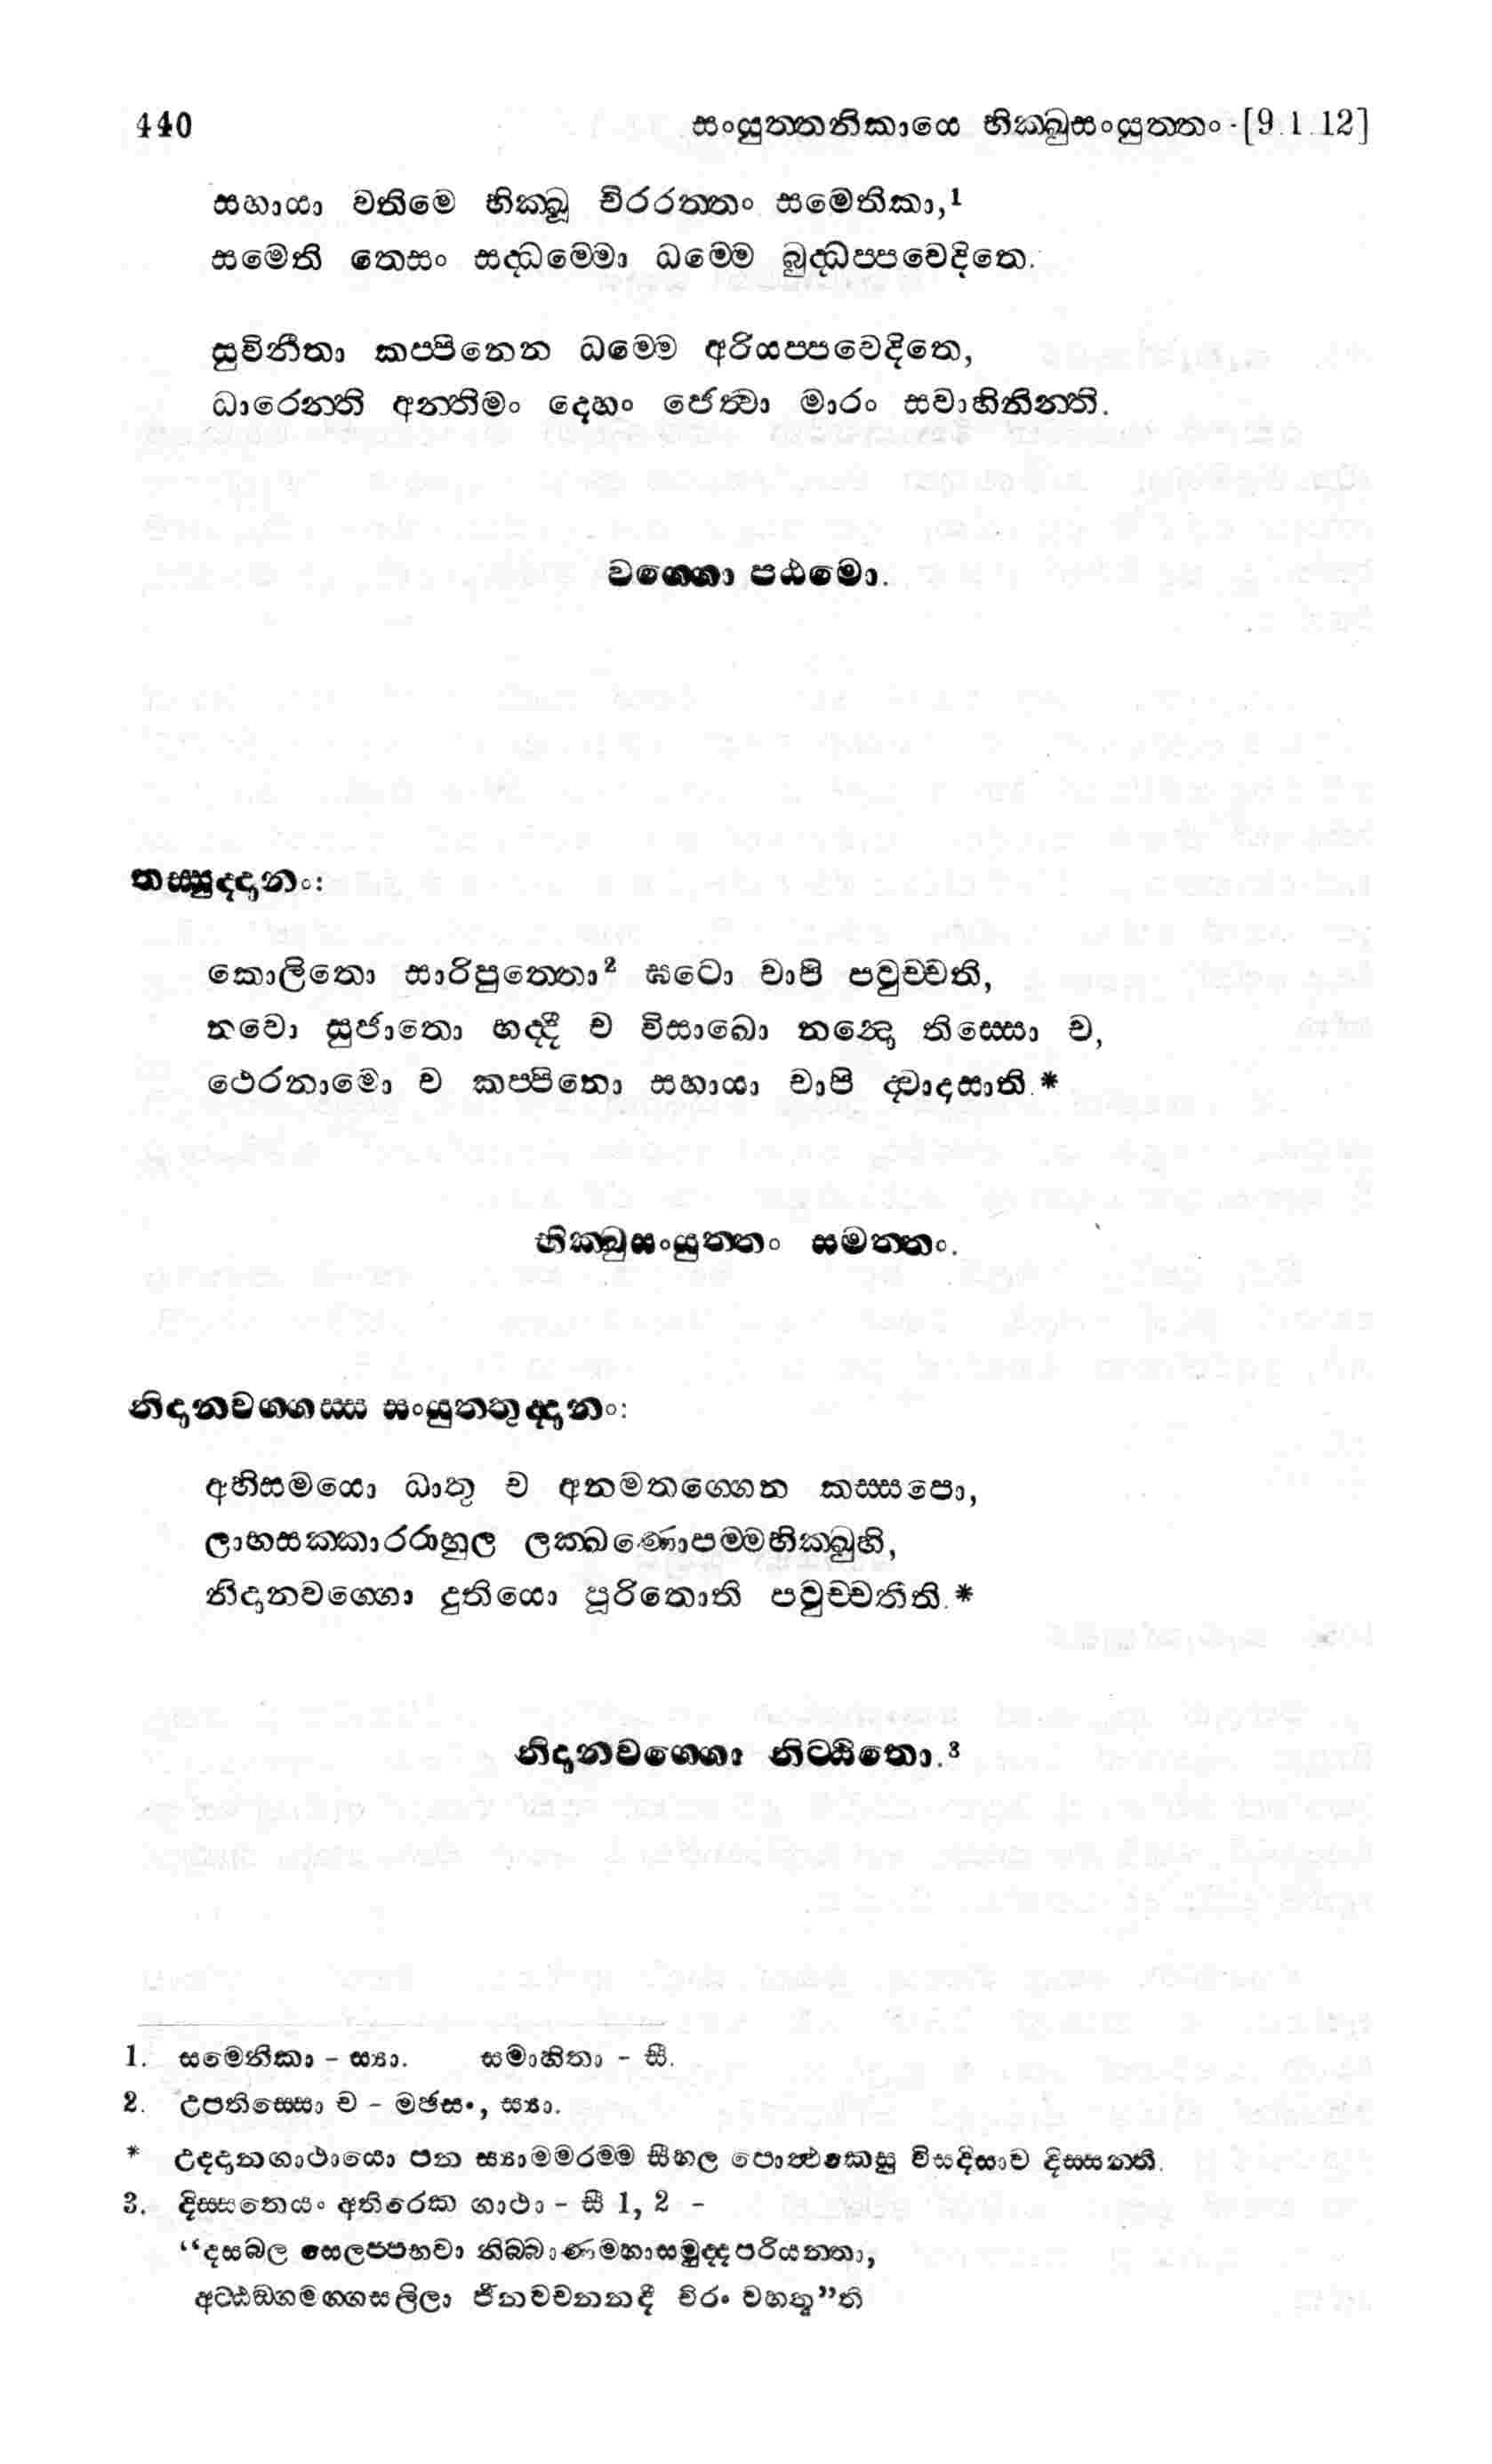 440 සංයුත්තනිකායෙ භික්ඛුසංයුත්තං [9.1.12]
සහායා වතිමෙ භික්ඛූ චිරරත්තං සමෙතිකා,1
සමෙති තෙසං සද්ධම්මො ධම්මෙ බුද්ධප්පවෙදිතෙ.
සුවිනීතා කප්පිනෙන ධම්මෙ අරියප්පවෙදිතෙ,
ධාරෙන්ති අන්තිමං දෙහං ජෙත්වා මාරං සවාහිනින්ති.
වග්ගො පඨමො.
තස්සුද්දානං:
කොලිතො සාරිපුත්තො2 ඝටො චාපි පවුච්චති,
නවො සුජාතො භද්දී ච විසාඛො නන්දො තිස්සො ච,
ථෙරනාමො ච කප්පිනො සහායා චාපි ද්වාදසාති.*
භික්ඛුසංයුත්තං සමත්තං.
නිදානවග්ගස්ස සංයුත්තුද්දානං:
අභිසමයො ධාතු ච අනමතග්ගෙන කස්සපො,
ලාභසක්කාරරාහුල ලක්ඛණොපම්මභික්ඛුහි,
නිදානවග්ගො දුතියො පූරිතොති පවුච්චතීති.*
නිදානවග්ගො නිට්ඨිතො.3
1. සමෙනිකා - ස්‍යා. සමාහිතා - සී.
2. උපතිස්සො ච - මඡසං, ස්‍යා.
* උද්දානගාථායො පන ස්‍යාමමරම්ම සීහල පොත්ථකෙසු විසදිසාව දිස්සන්ති.
3. දිස්සතෙයං අතිරෙක ගාථා - සී 1, 2 -
“දසබල සෙලප්පභවා නිබ්බාණමහාසමුද්දපරියන්තා,
අට්ඨඞ්ගමග්ගසලිලා ජිනවචනනදී චිරං වහතූ”ති